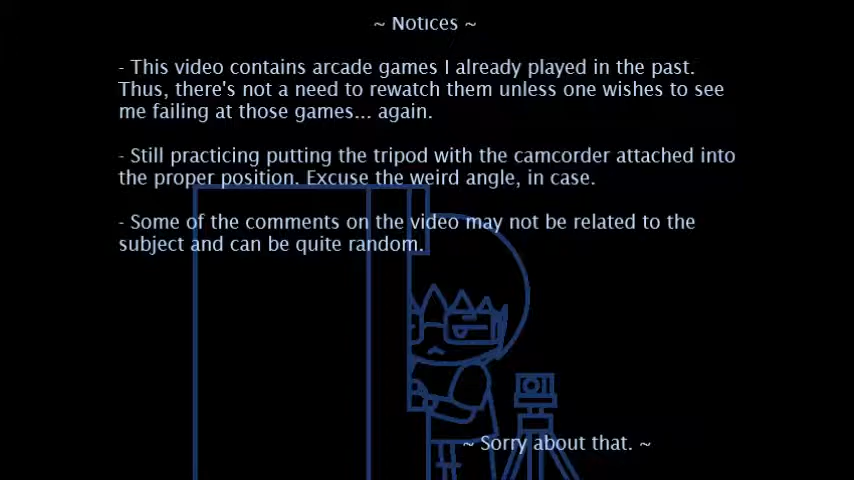 ~ Notices ~
- This video contains arcade games I already played in the past.
Thus, there's not a need to rewatch them unless one wishes to see
me failing at those games... again.
- Still practicing putting the tripod with the camcorder attached into
the proper position. Excuse the weird angle, in case.
- Some of the comments on the video may not be related to the
subject and can be quite random.
~ Sorry about that. ~